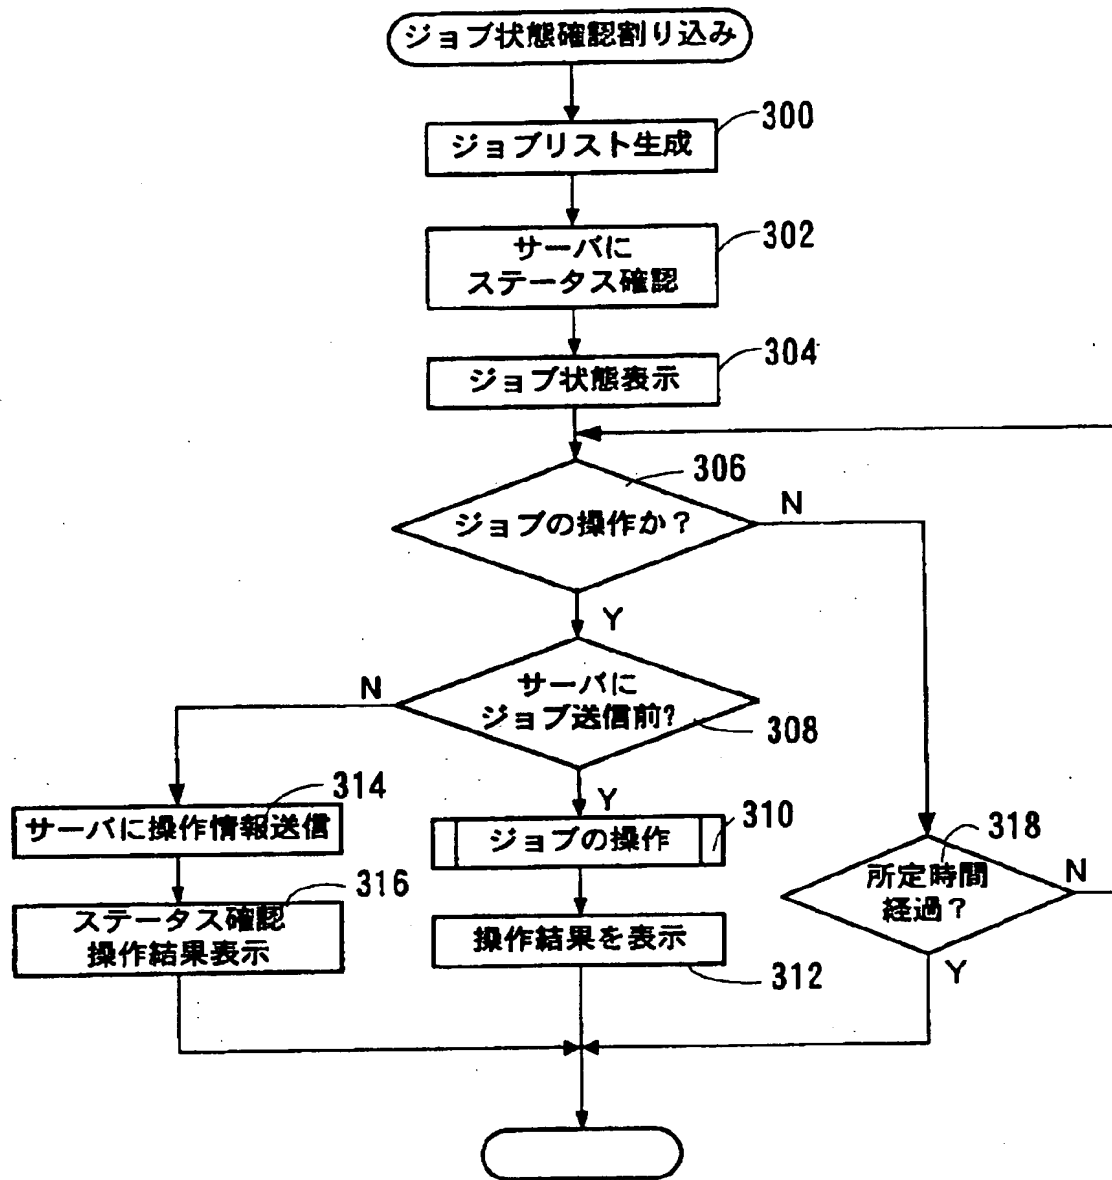 ジョブ状態確認割り込み
300
ジョブリスト生成
302
サーバに
ステータス確認
304
ジョブ状態表示
306
ジョブの操作か?
N
Y
サーバに
ジョブ送信前?
N
308
Y
314
サーバに操作情報送信
ジョブの操作
310
318
所定時間
経過?
N
Y
316
ステータス確認
操作結果表示
操作結果を表示
312